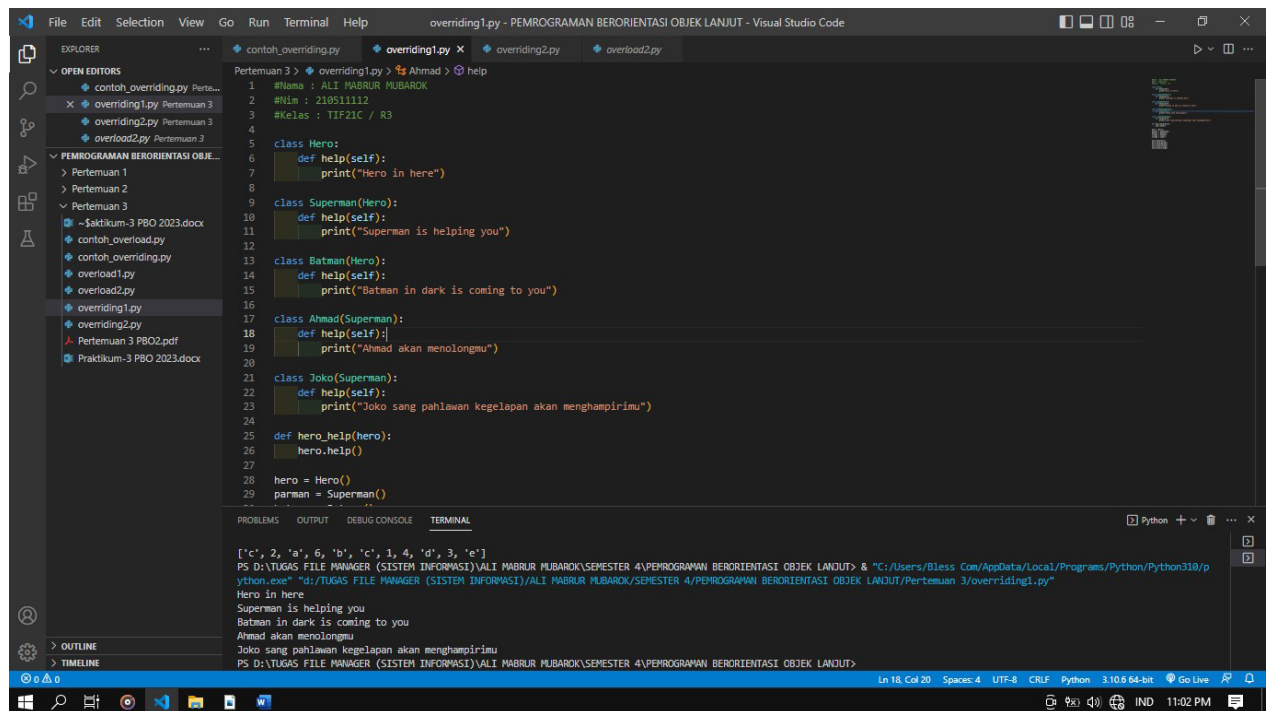 File Edit Selection View Go Run Terminal Help overriding1.py - PEMROGRAMAN BERORIENTASI OBJEK LANJUT - Visual Studio Code
EXPLORER
OPEN EDITORS
contoh_overriding.py Perte...
overriding1.py Pertemuan 3
overriding2.py Pertemuan 3
overload2.py Pertemuan 3
PEMROGRAMAN BERORIENTASI OBJE...
Pertemuan 1
Pertemuan 2
Pertemuan 3
~$aktikum-3 PBO 2023.docx
contoh_overload.py
contoh_overriding.py
overload1.py
overload2.py
overriding1.py
overriding2.py
Pertemuan 3 PBO2.pdf
Praktikum-3 PBO 2023.docx
OUTLINE
TIMELINE
contoh_overriding.py overriding1.py overriding2.py overload2.py
Pertemuan 3 > overriding1.py > Ahmad > help
1 #Nama : ALI MABRUR MUBAROK
2 #Nim : 210511112
3 #Kelas : TIF21C / R3
4
5 class Hero:
6 def help(self):
7 print("Hero in here")
8
9 class Superman(Hero):
10 def help(self):
11 print("Superman is helping you")
12
13 class Batman(Hero):
14 def help(self):
15 print("Batman in dark is coming to you")
16
17 class Ahmad(Superman):
18 def help(self):
19 print("Ahmad akan menolongmu")
20
21 class Joko(Superman):
22 def help(self):
23 print("Joko sang pahlawan kegelapan akan menghampirimu")
24
25 def hero_help(hero):
26 hero.help()
27
28 hero = Hero()
29 parman = Superman()
PROBLEMS OUTPUT DEBUG CONSOLE TERMINAL Python
['c', 2, 'a', 6, 'b', 'c', 1, 4, 'd', 3, 'e']
PS D:\TUGAS FILE MANAGER (SISTEM INFORMASI)\ALI MABRUR MUBAROK\SEMESTER 4\PEMROGRAMAN BERORIENTASI OBJEK LANJUT> & "C:/Users/Bless Com/AppData/Local/Programs/Python/Python310/p
ython.exe" "d:/TUGAS FILE MANAGER (SISTEM INFORMASI)/ALI MABRUR MUBAROK/SEMESTER 4/PEMROGRAMAN BERORIENTASI OBJEK LANJUT/Pertemuan 3/overriding1.py"
Hero in here
Superman is helping you
Batman in dark is coming to you
Ahmad akan menolongmu
Joko sang pahlawan kegelapan akan menghampirimu
PS D:\TUGAS FILE MANAGER (SISTEM INFORMASI)\ALI MABRUR MUBAROK\SEMESTER 4\PEMROGRAMAN BERORIENTASI OBJEK LANJUT>
0 0 Ln 18, Col 20 Spaces: 4 UTF-8 CRLF Python 3.10.6 64-bit Go Live
IND 11:02 PM